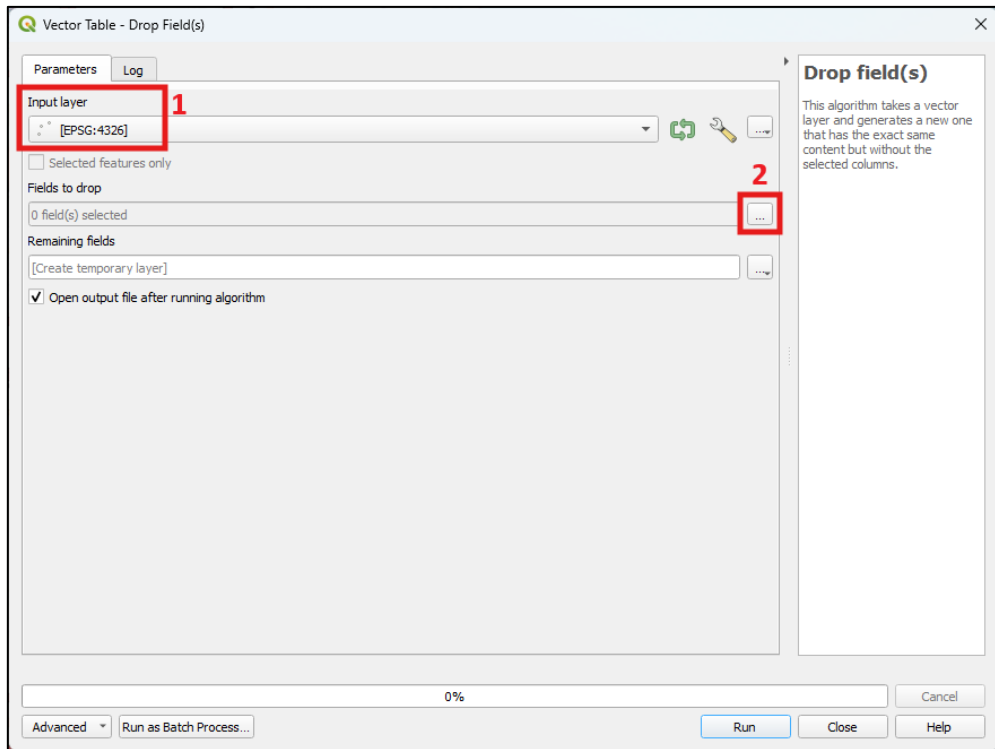 Vector Table - Drop Field(s)
Parameters
Log
Input layer
1
[EPSG:4326]
...
Selected features only
2
Fields to drop
0 field(s) selected
...
Remaining fields
[Create temporary layer]
...
Open output file after running algorithm
Drop field(s)
This algorithm takes a vector
layer and generates a new one
that has the exact same
content but without the
selected columns.
0%
Cancel
Advanced
Run as Batch Process...
Run
Close
Help